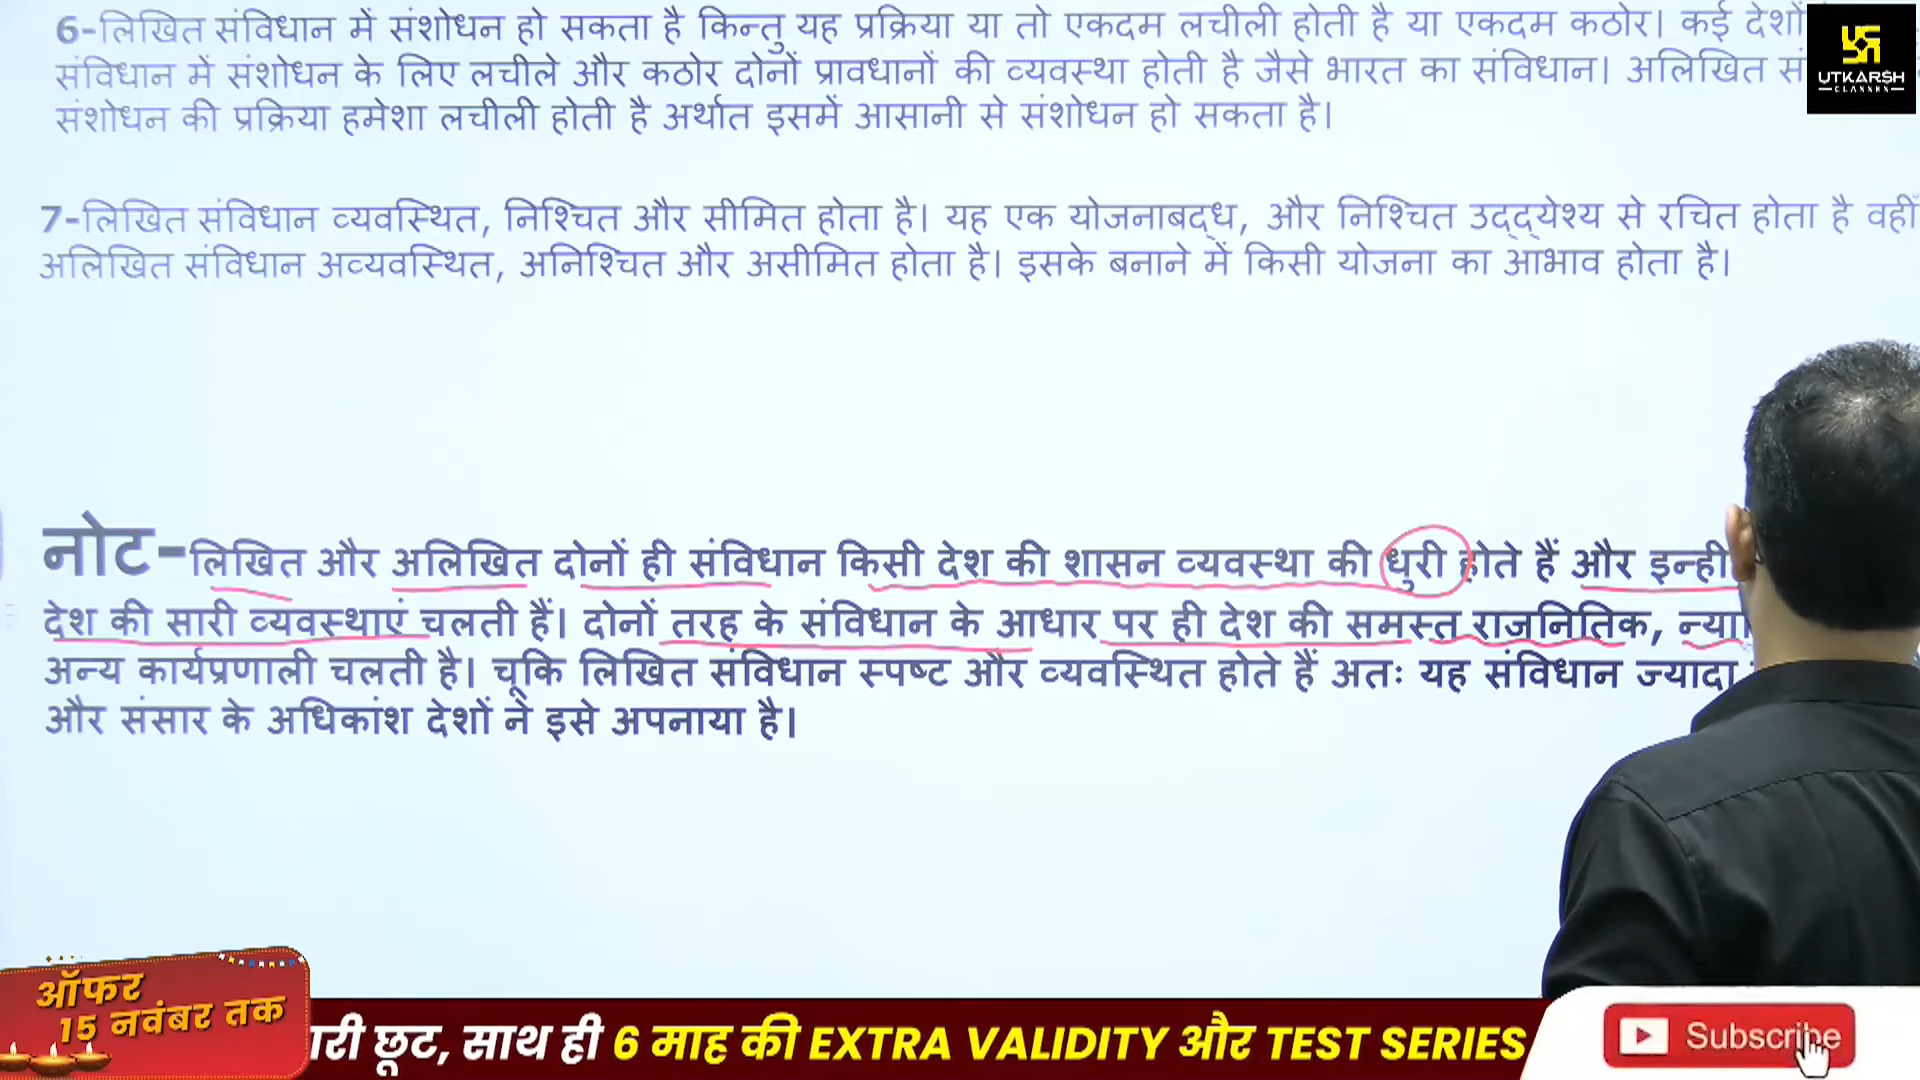 6-लिखित संविधान में संशोधन हो सकता है किन्तु यह प्रक्रिया या तो एकदम लचीली होती है या एकदम कठोर। कई देशों
संविधान में संशोधन के लिए लचीले और कठोर दोनों प्रावधानों की व्यवस्था होती है जैसे भारत का संविधान। अलिखित
संशोधन की प्रक्रिया हमेशा लचीली होती है अर्थात इसमें आसानी से संशोधन हो सकता है।
UTKARSH
CLASSES
7-लिखित संविधान व्यवस्थित, निश्चित और सीमित होता है। यह एक योजनाबद्ध, और निश्चित उद्द्येश्य से रचित होता है वहीं
अलिखित संविधान अव्यवस्थित, अनिश्चित और असीमित होता है। इसके बनाने में किसी योजना का आभाव होता है।
नोट-लिखित और अलिखित दोनों ही संविधान किसी देश की शासन व्यवस्था की धुरी होते हैं और इन्ही
देश की सारी व्यवस्थाएं चलती हैं। दोनों तरह के संविधान के आधार पर ही देश की समस्त राजनितिक,
अन्य कार्यप्रणाली चलती है। चूकि लिखित संविधान स्पष्ट और व्यवस्थित होते हैं अतः यह संविधान ज्यादा
और संसार के अधिकांश देशों ने इसे अपनाया है।
ऑफर
15 नवंबर तक
छूट, साथ ही 6 माह की EXTRA VALIDITY और TEST SERIES
Subscribe